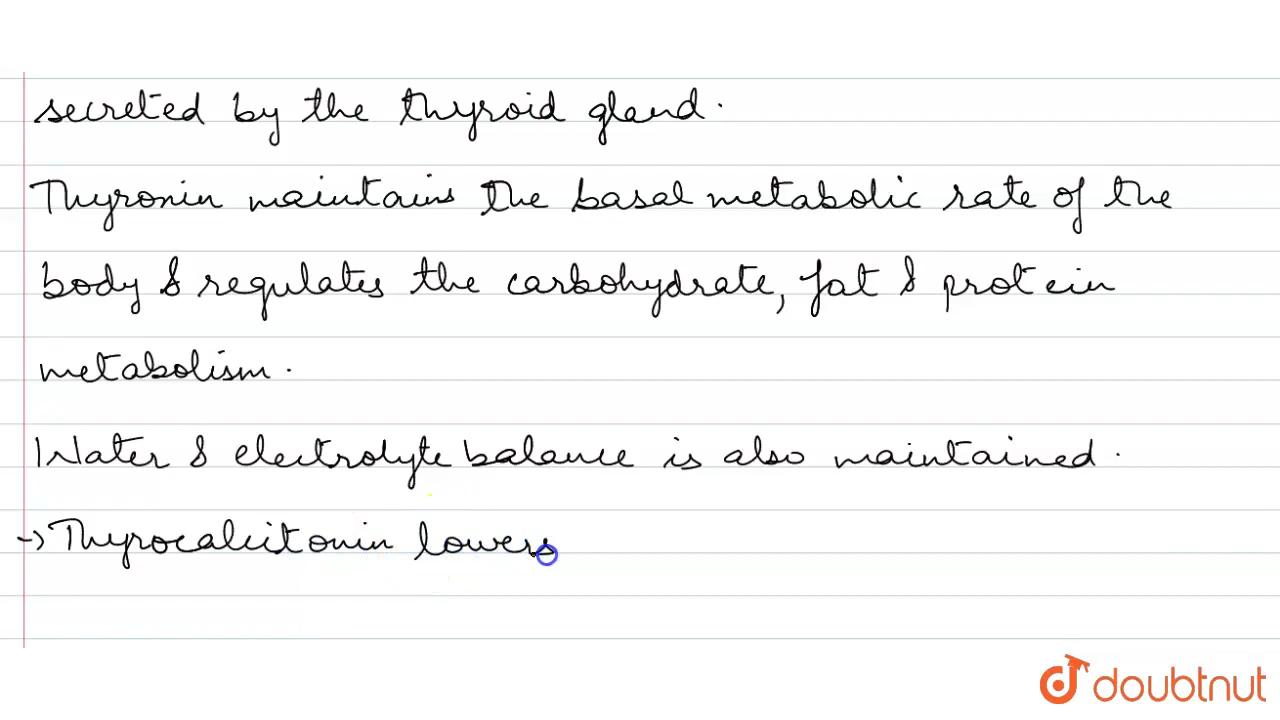 secreted by the thyroid gland.
Thyronin maintains the basal metabolic rate of the
body & regulates the carbohydrate, fat & protein
metabolism.
Water & electrolyte balance is also maintained.
→ Thyrocalcitonin lowers
doubtnut